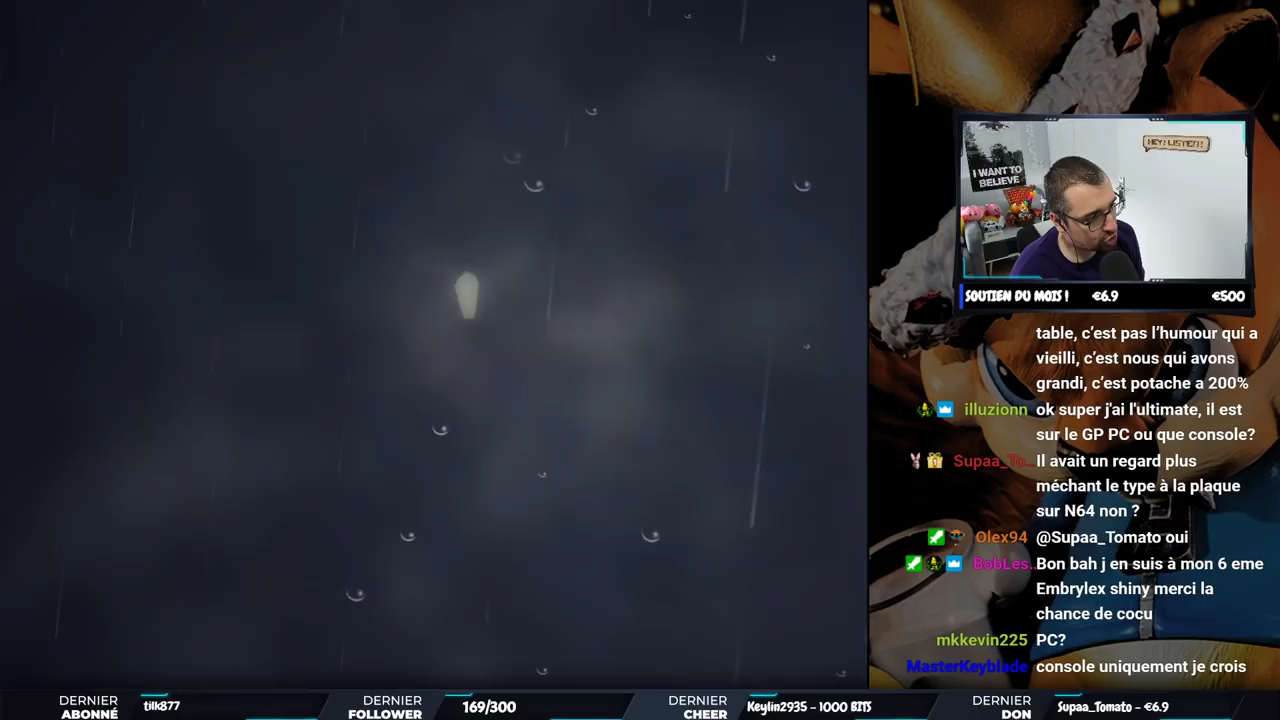 I WANT TO
BELIEVE
HEY! LISTEN!
SOUTIEN DU MOIS ! €6.9 €500
table, c'est pas l'humour qui a
vieilli, c'est nous qui avons
grandi, c'est potache a 200%
illuzionn ok super j'ai l'ultimate, il est
sur le GP PC ou que console?
Supaa_To... Il avait un regard plus
méchant le type à la plaque
sur N64 non ?
Olex94 @Supaa_Tomato oui
BobLes... Bon bah j en suis à mon 6 eme
Embrylex shiny merci la
chance de cocu
mkkevin225 PC?
MasterKeyblade console uniquement je crois
DERNIER
ABONNÉ
tilk877
DERNIER
FOLLOWER
169/300
DERNIER
CHEER
Keylin2935 - 1000 BITS
DERNIER
DON
Supaa_Tomato - €6.9